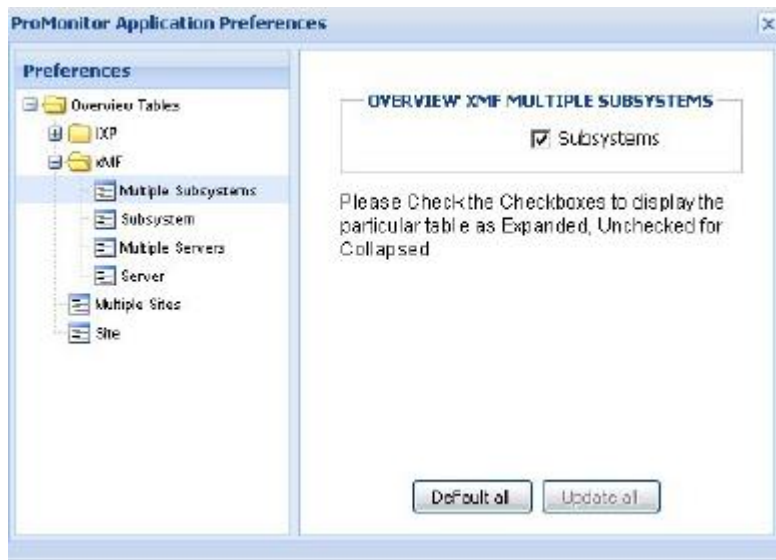 ProMonitor Application Preferences
Preferences
Overview Tables
IXP
xMF
Multiple Subsystems
Subsystem
Multiple Servers
Server
Multiple Sites
Site
OVERVIEW XMF MULTIPLE SUBSYSTEMS
Subsystems
Please Check the Checkboxes to display the
particular table as Expanded, Unchecked for
Collapsed
Default all
Update all